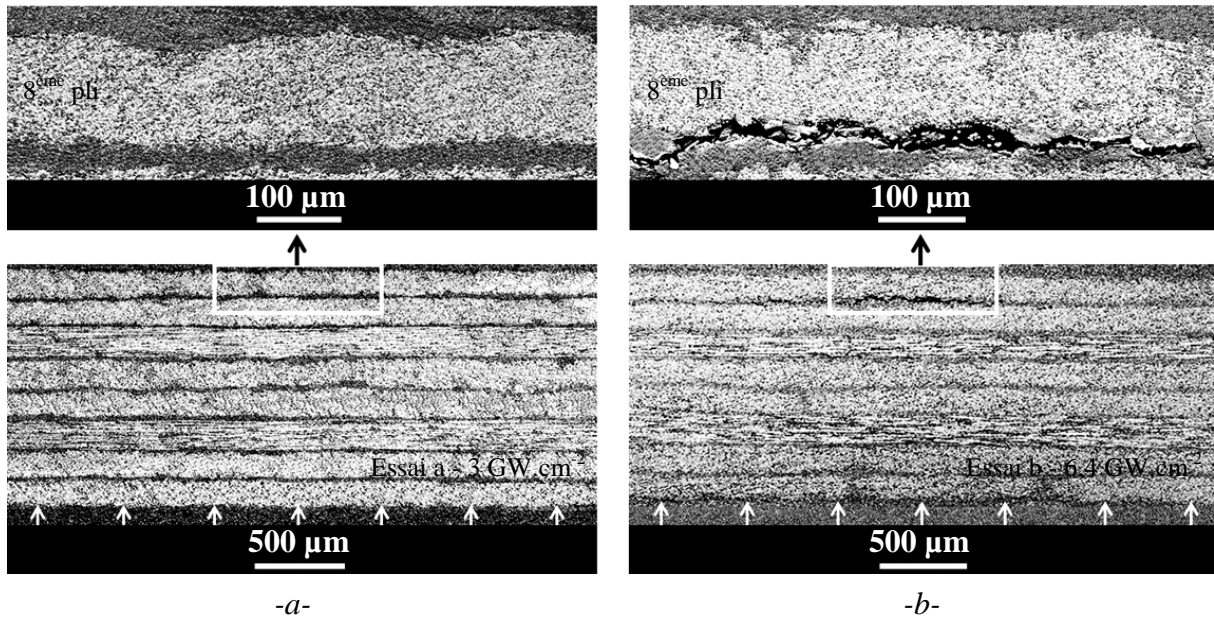 8ème pli
100 µm
8ème pli
100 µm
Essai a - 3 GW.cm-2
500 µm
Essai b - 6.4 GW.cm-2
500 µm
-a-
-b-